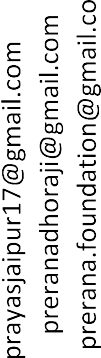 prayasjaipur17@gmail.com
preranadhoraji@gmail.com
prerana.foundation@gmail.co